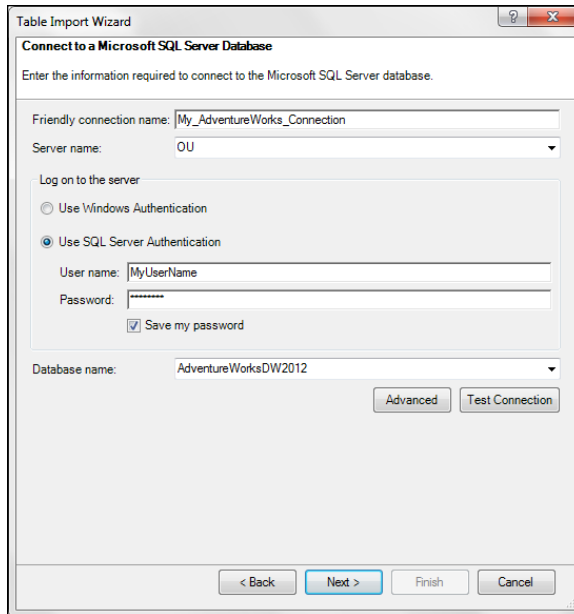 Table Import Wizard
Connect to a Microsoft SQL Server Database
Enter the information required to connect to the Microsoft SQL Server database.
Friendly connection name: My_AdventureWorks_Connection
Server name: OU
Log on to the server
Use Windows Authentication
Use SQL Server Authentication
User name: MyUserName
Password: ********
Save my password
Database name: AdventureWorksDW2012
Advanced Test Connection
< Back Next > Finish Cancel